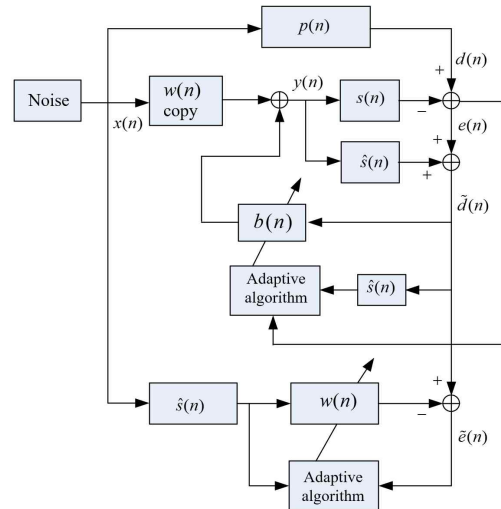 p(n)
d(n)
+
Noise
x(n)
w(n)
copy
y(n)
s(n)
−
e(n)
+
ŝ(n)
+
d̃(n)
b(n)
Adaptive
algorithm
ŝ(n)
+
ŝ(n)
w(n)
−
ẽ(n)
Adaptive
algorithm